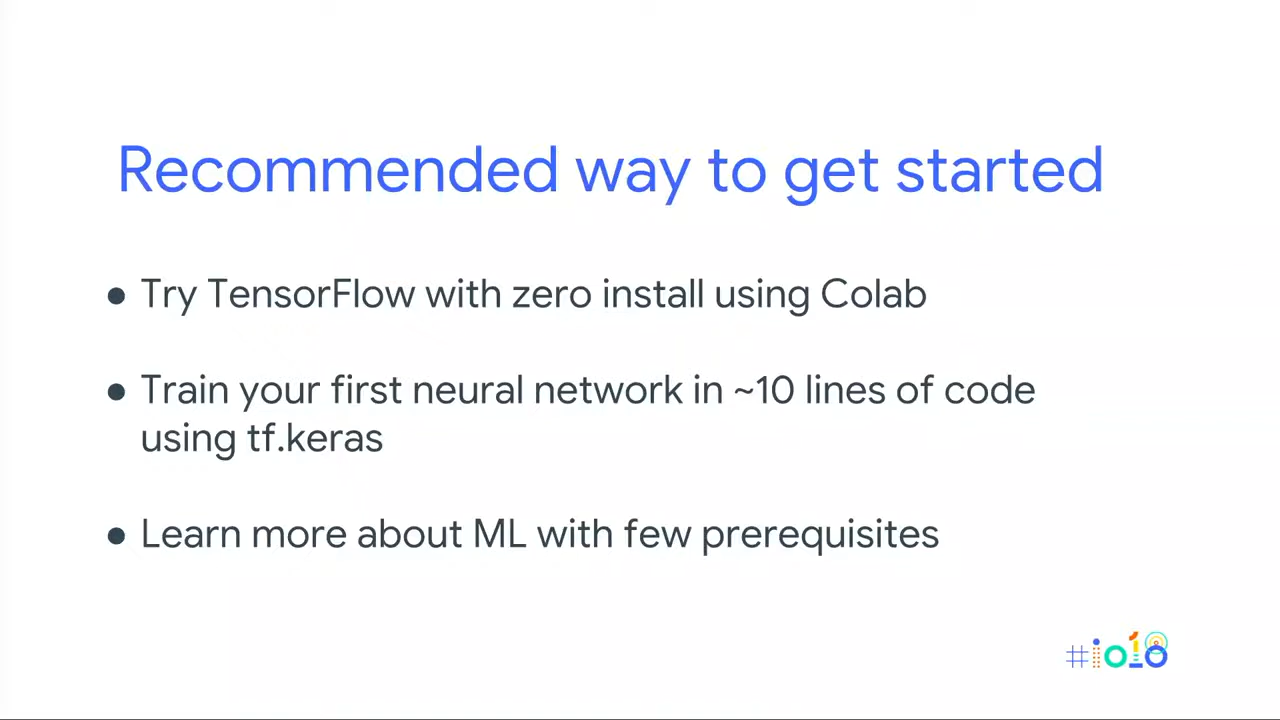 Recommended way to get started
● Try TensorFlow with zero install using Colab
● Train your first neural network in ~10 lines of code
using tf.keras
● Learn more about ML with few prerequisites
#io18